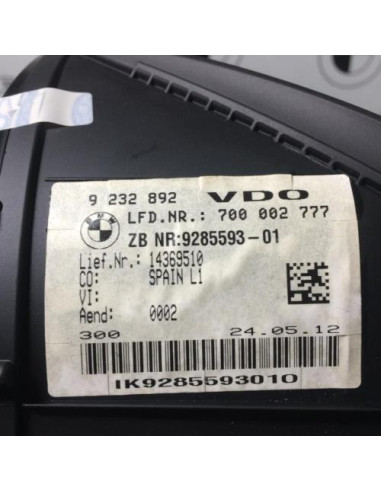 9 232 892 VDO
BMW LFD.NR.: 700 002 777
ZB NR:9285593-01
Lief.Nr.: 14369510
CO: SPAIN L1
VI:
Aend: 0002
300 24.05.12
IK9285593010